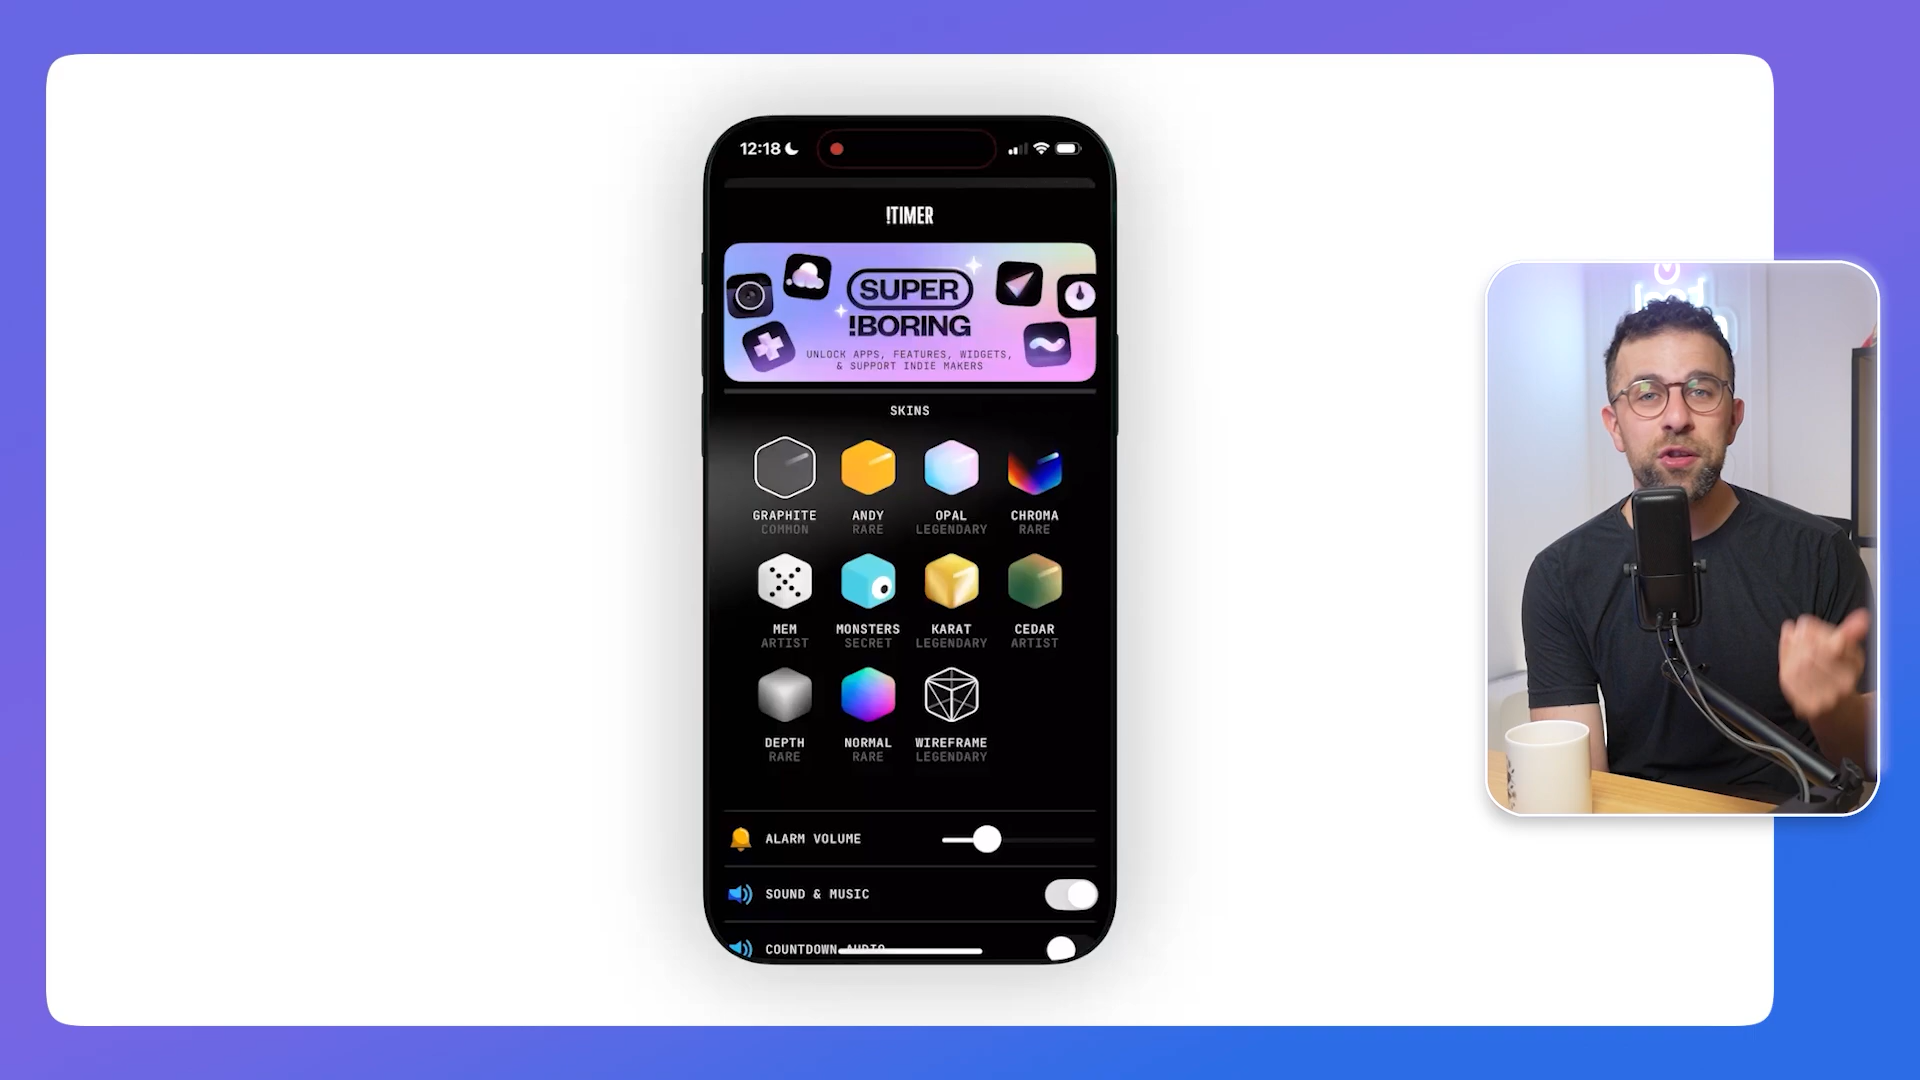 12:18
!TIMER
SUPER
!BORING
UNLOCK APPS, FEATURES, WIDGETS,
& SUPPORT INDIE MAKERS
SKINS
GRAPHITE ANDY OPAL CHROMA
COMMON RARE LEGENDARY RARE
MEM MONSTERS KARAT CEDAR
ARTIST SECRET LEGENDARY ARTIST
DEPTH NORMAL WIREFRAME
RARE RARE LEGENDARY
ALARM VOLUME
SOUND & MUSIC
COUNTDOWN AUDIO